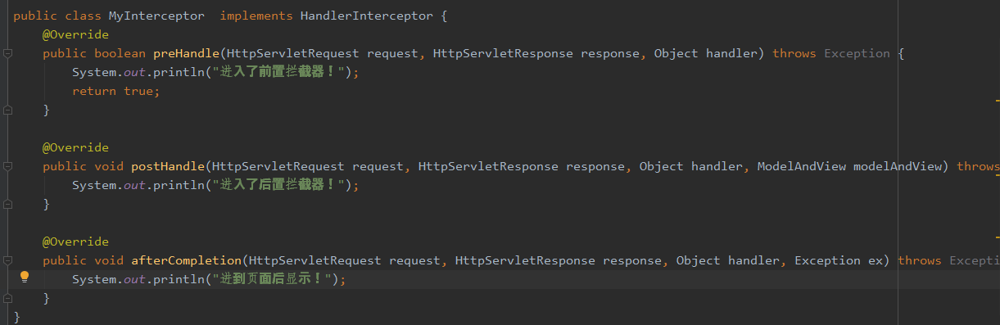 public class MyInterceptor  implements HandlerInterceptor {
    @Override
    public boolean preHandle(HttpServletRequest request, HttpServletResponse response, Object handler) throws Exception {
        System.out.println("进入了前置拦截器！");
        return true;
    }
    @Override
    public void postHandle(HttpServletRequest request, HttpServletResponse response, Object handler, ModelAndView modelAndView) throws
        System.out.println("进入了后置拦截器！");
    }
    @Override
    public void afterCompletion(HttpServletRequest request, HttpServletResponse response, Object handler, Exception ex) throws Excepti
        System.out.println("进到页面后显示！");
    }
}